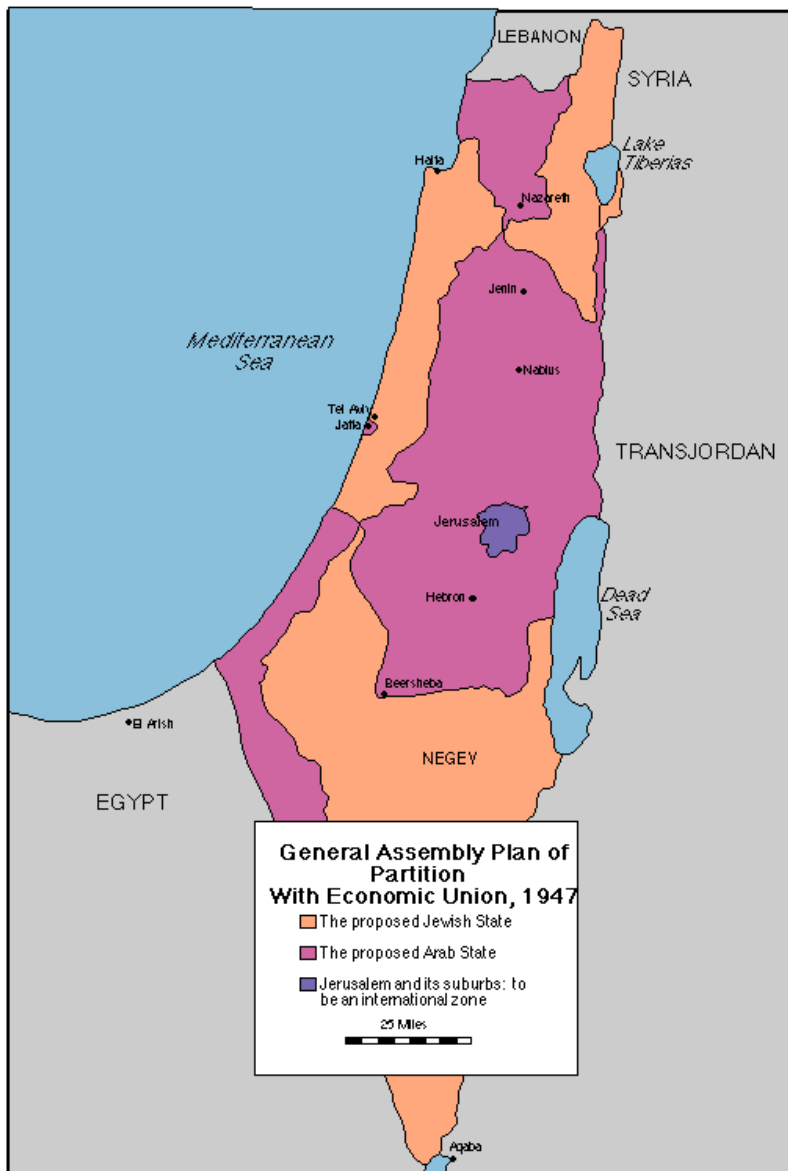 LEBANON
SYRIA
Lake
Tiberias
Haifa
Nazareth
Jenin
Mediterranean
Sea
Nablus
Tel Aviv
Jaffa
TRANSJORDAN
Jerusalem
Hebron
Dead
Sea
Beersheba
El Arish
NEGEV
EGYPT
General Assembly Plan of
Partition
With Economic Union, 1947
The proposed Jewish State
The proposed Arab State
Jerusalem and its suburbs: to
be an international zone
25 Miles
Aqaba